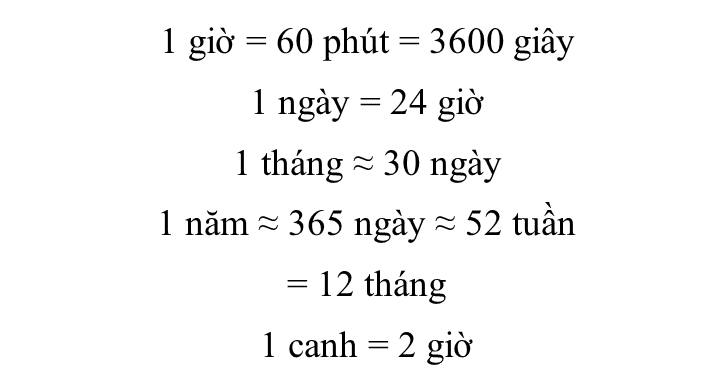 1 giờ = 60 phút = 3600 giây
1 ngày = 24 giờ
1 tháng ≈ 30 ngày
1 năm ≈ 365 ngày ≈ 52 tuần
= 12 tháng
1 canh = 2 giờ